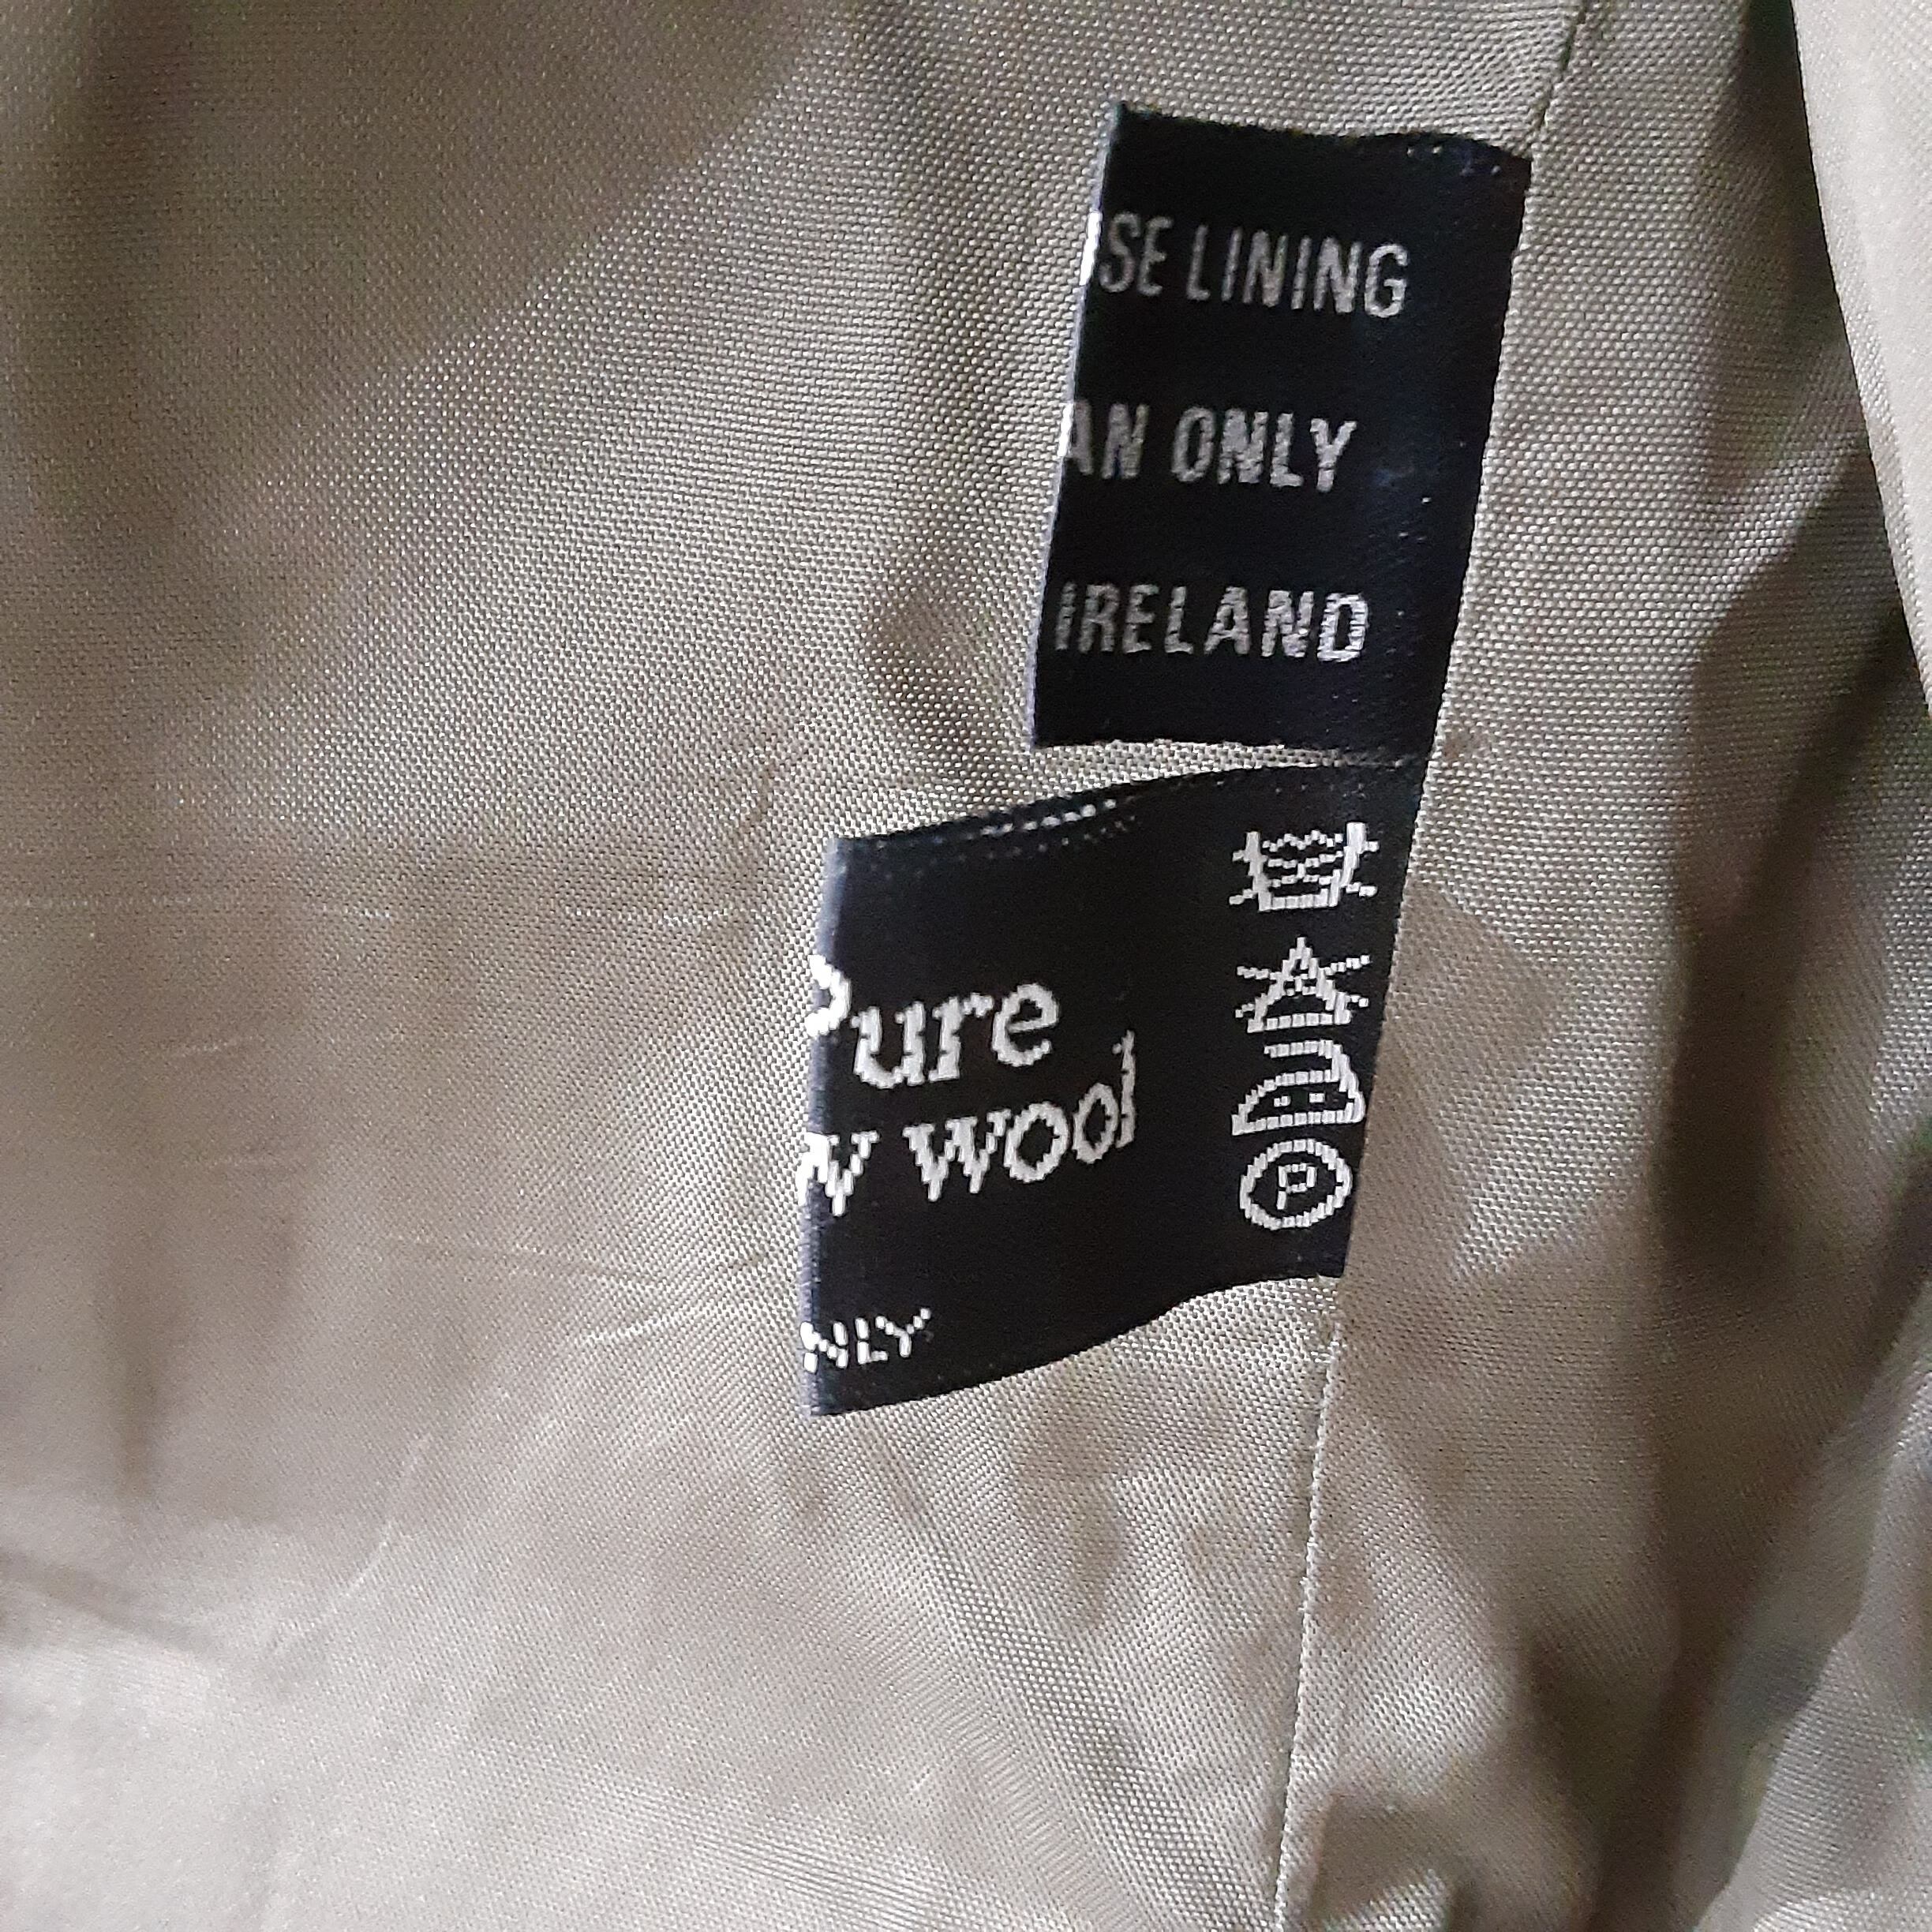 SE LINING
AN ONLY
IRELAND
Pure
w wool
P
NLY